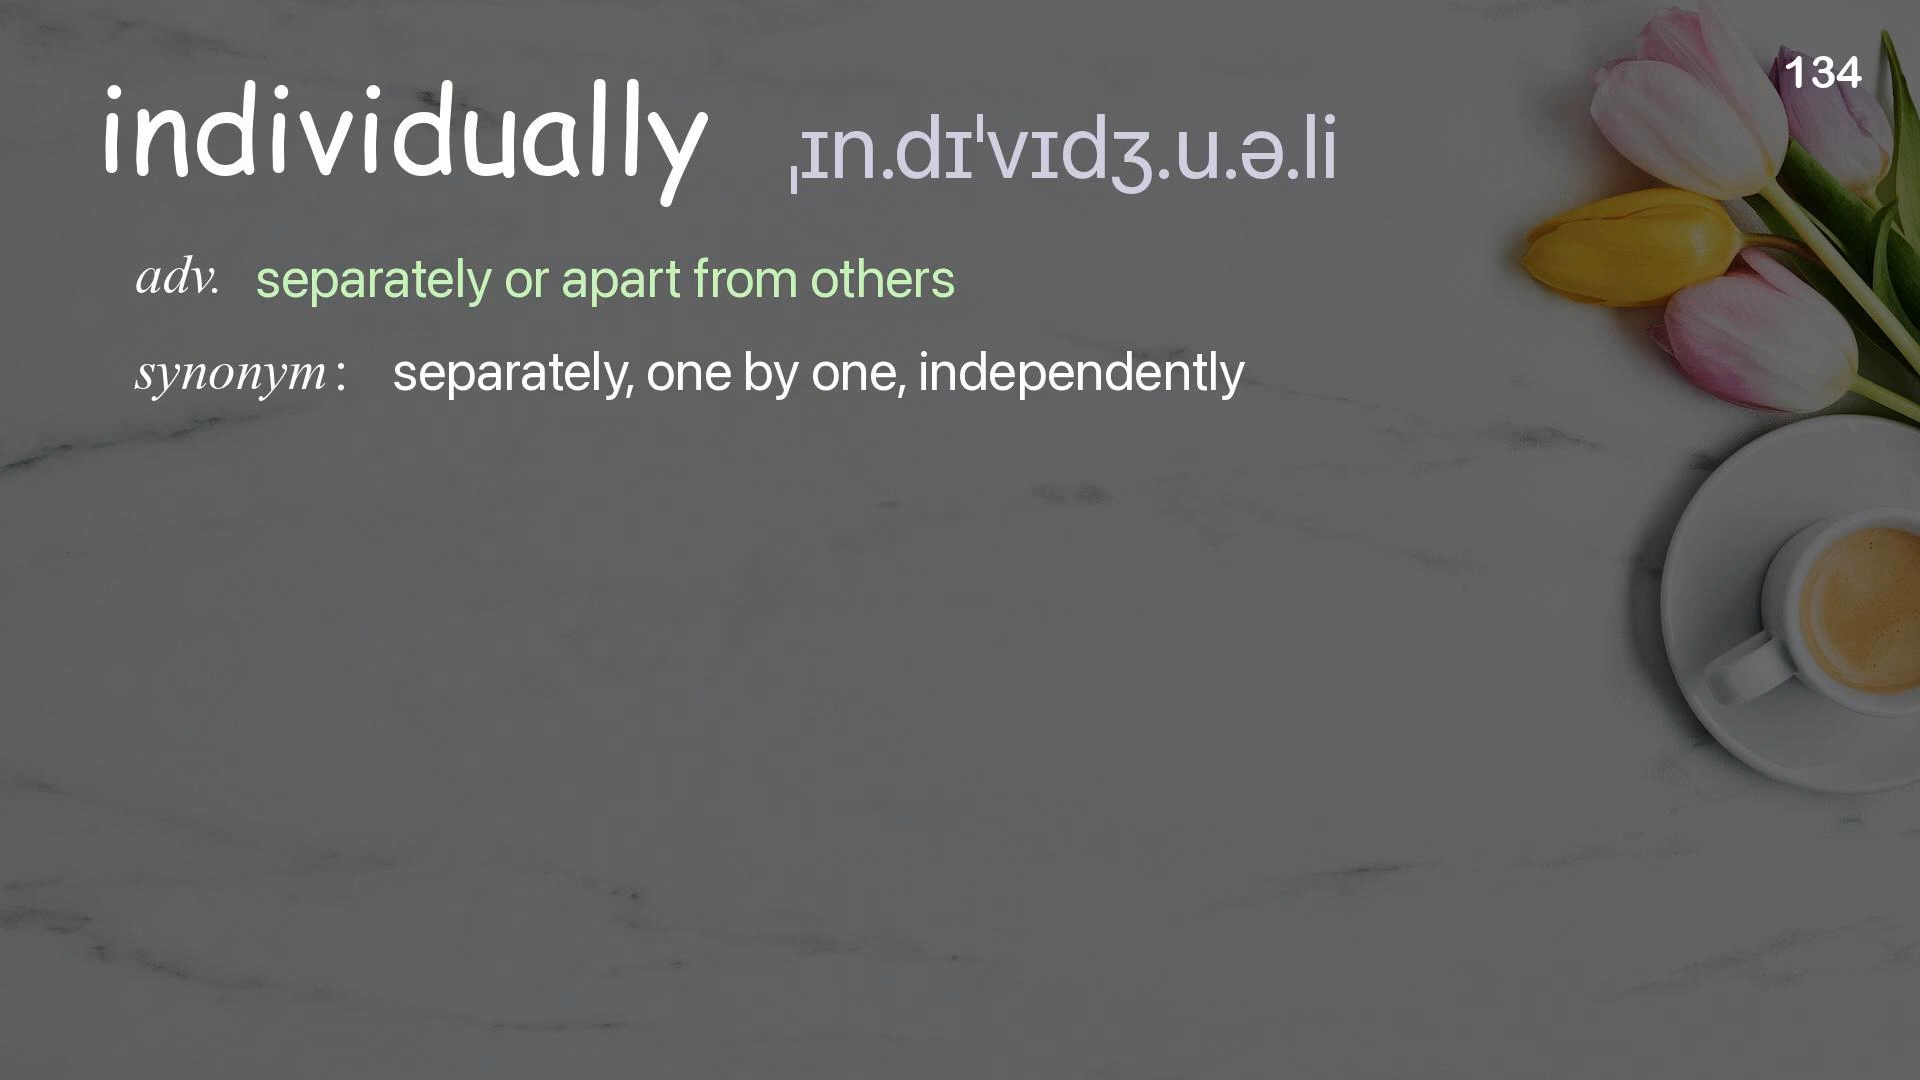 134
individually ˌɪn.dɪˈvɪdʒ.u.ə.li
adv. separately or apart from others
synonym : separately, one by one, independently